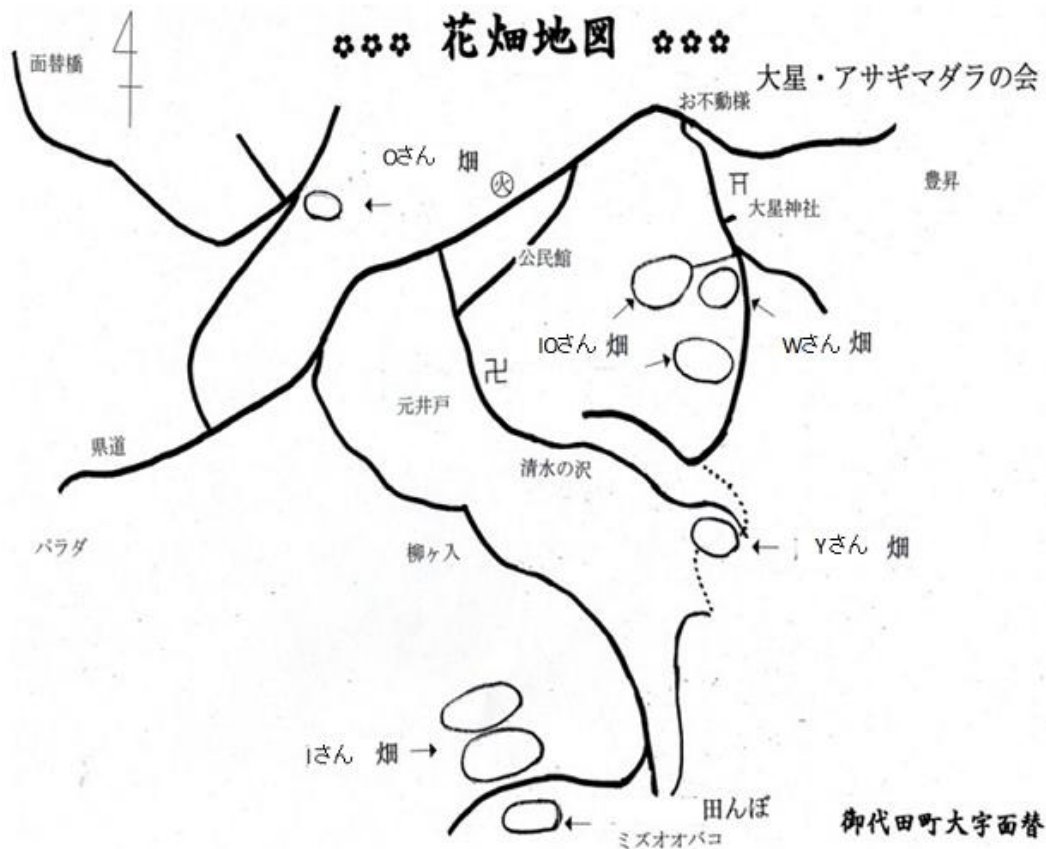 ✿✿✿ 花畑地図 ✿✿✿
大星・アサギマダラの会
面替橋
お不動様
Oさん 畑
火
豊昇
大星神社
公民館
IOさん 畑
Wさん 畑
卍
元井戸
県道
清水の沢
パラダ
柳ヶ入
Yさん 畑
Iさん 畑
田んぼ
ミズオオバコ
御代田町大字面替